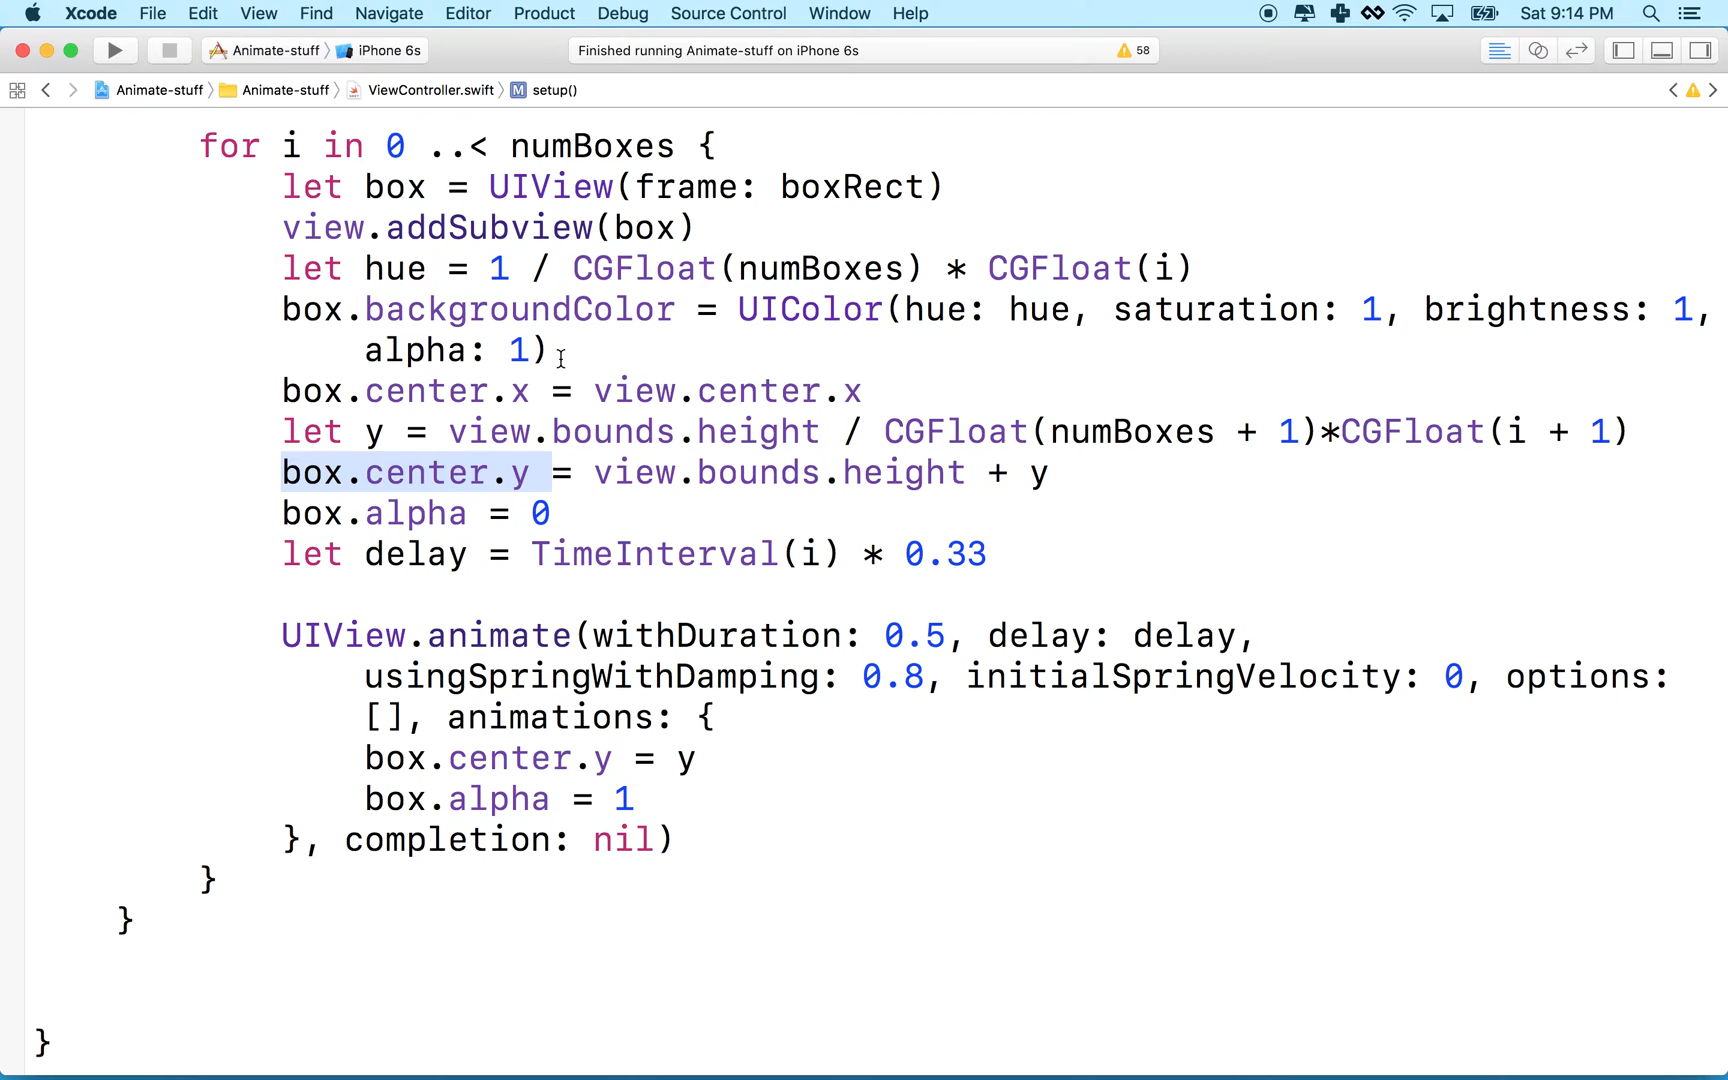 Xcode File Edit View Find Navigate Editor Product Debug Source Control Window Help Sat 9:14 PM
Animate-stuff iPhone 6s Finished running Animate-stuff on iPhone 6s 58
Animate-stuff Animate-stuff ViewController.swift M setup()
for i in 0 ..< numBoxes {
let box = UIView(frame: boxRect)
view.addSubview(box)
let hue = 1 / CGFloat(numBoxes) * CGFloat(i)
box.backgroundColor = UIColor(hue: hue, saturation: 1, brightness: 1,
alpha: 1)
box.center.x = view.center.x
let y = view.bounds.height / CGFloat(numBoxes + 1)*CGFloat(i + 1)
box.center.y = view.bounds.height + y
box.alpha = 0
let delay = TimeInterval(i) * 0.33
UIView.animate(withDuration: 0.5, delay: delay,
usingSpringWithDamping: 0.8, initialSpringVelocity: 0, options:
[], animations: {
box.center.y = y
box.alpha = 1
}, completion: nil)
}
}
}